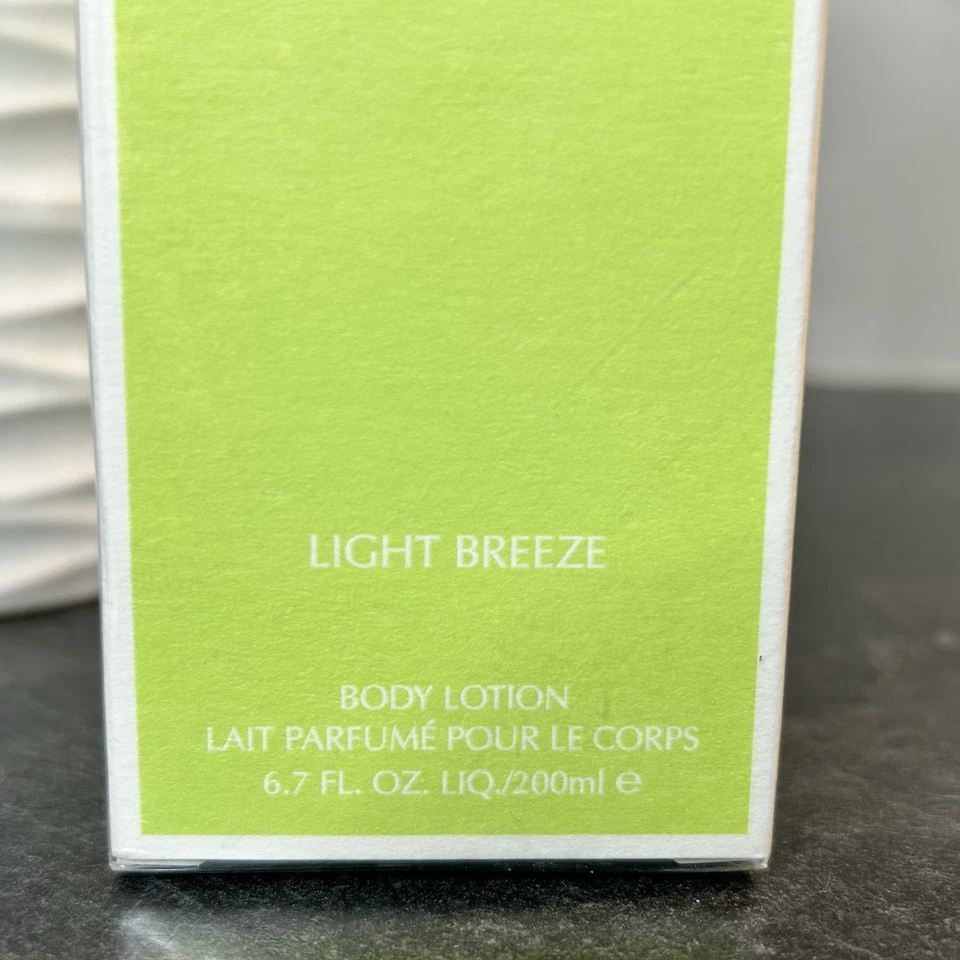 LIGHT BREEZE
BODY LOTION
LAIT PARFUMÉ POUR LE CORPS
6.7 FL. OZ. LIQ./200ml ℮